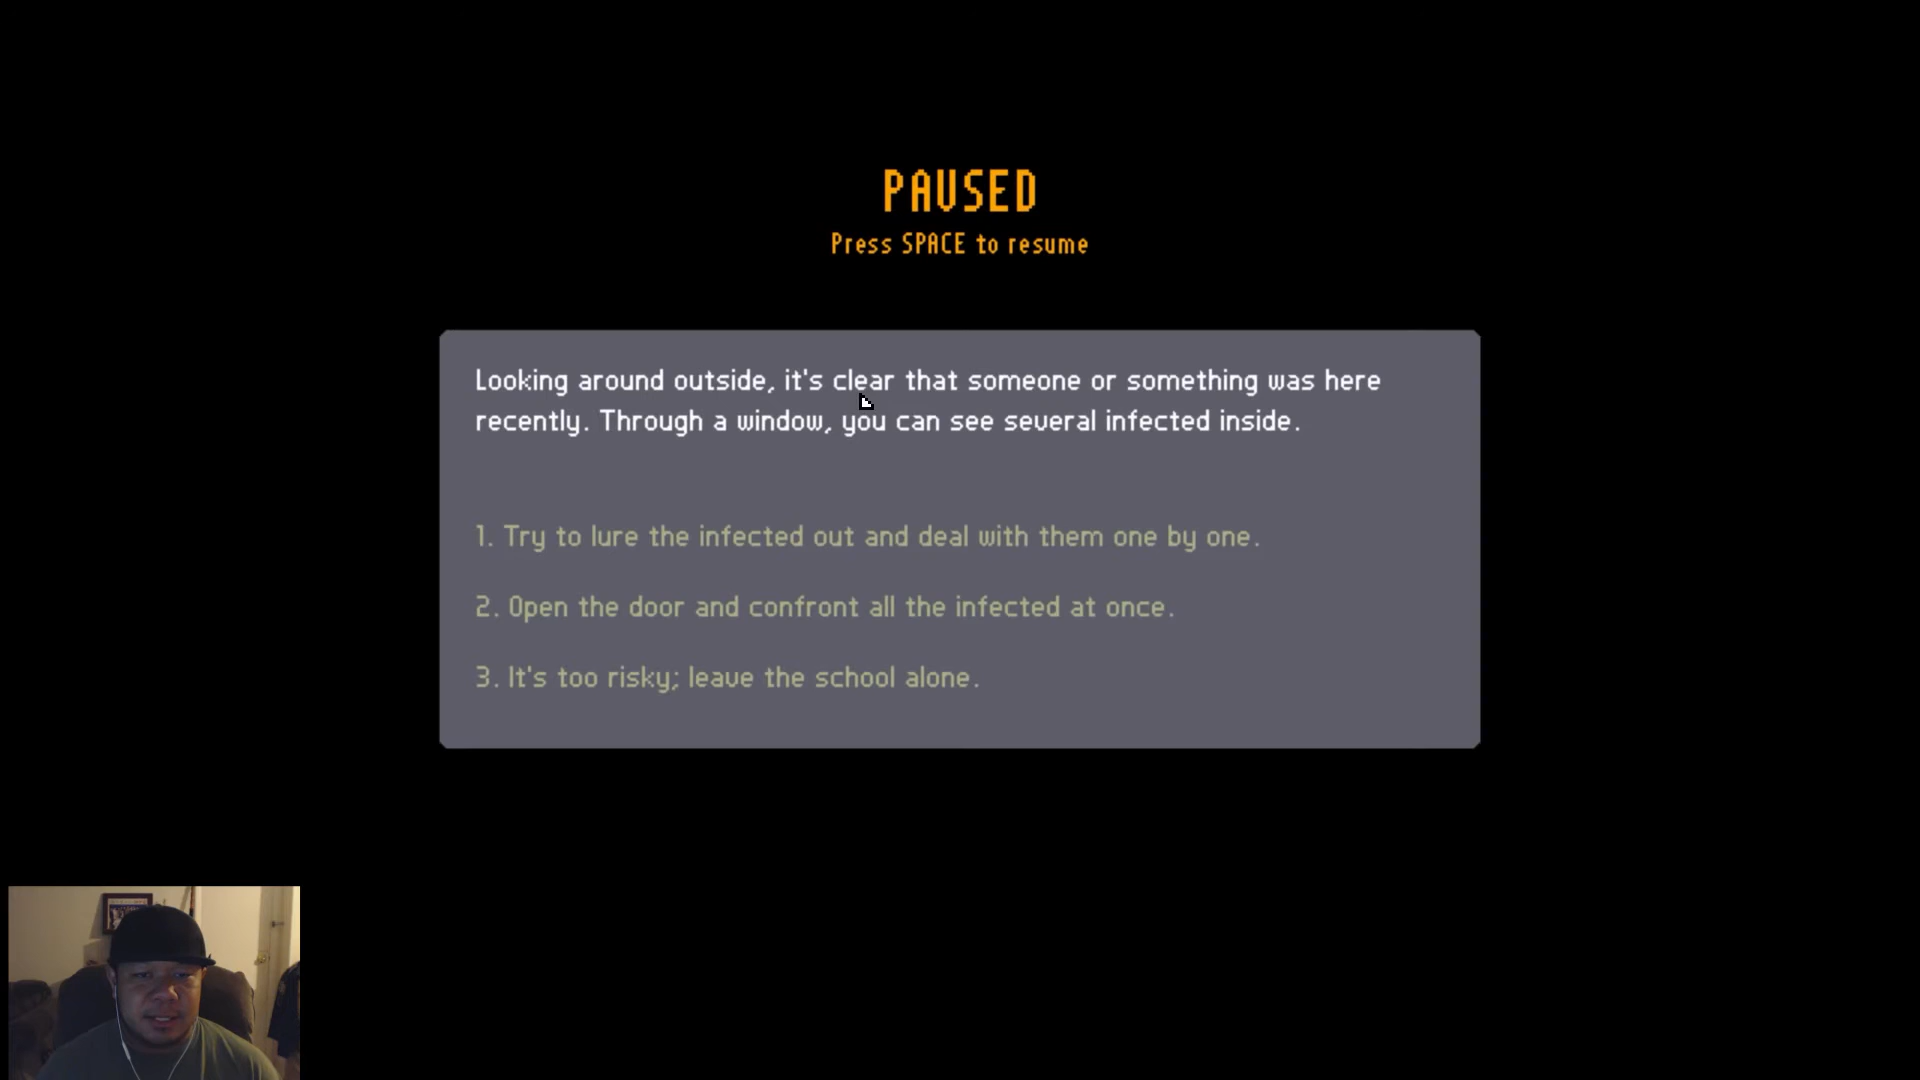 PAUSED
Press SPACE to resume
Looking around outside, it's clear that someone or something was here
recently. Through a window, you can see several infected inside.
1. Try to lure the infected out and deal with them one by one.
2. Open the door and confront all the infected at once.
3. It's too risky; leave the school alone.